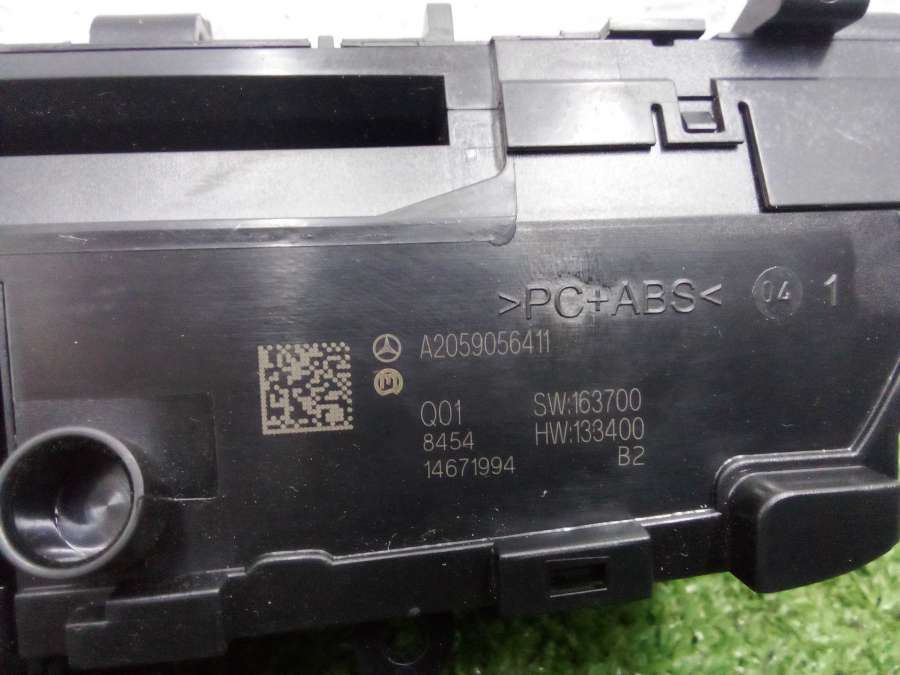 >PC+ABS< 04 1
A2059056411
M
Q01 SW:163700
8454 HW:133400
14671994 B2